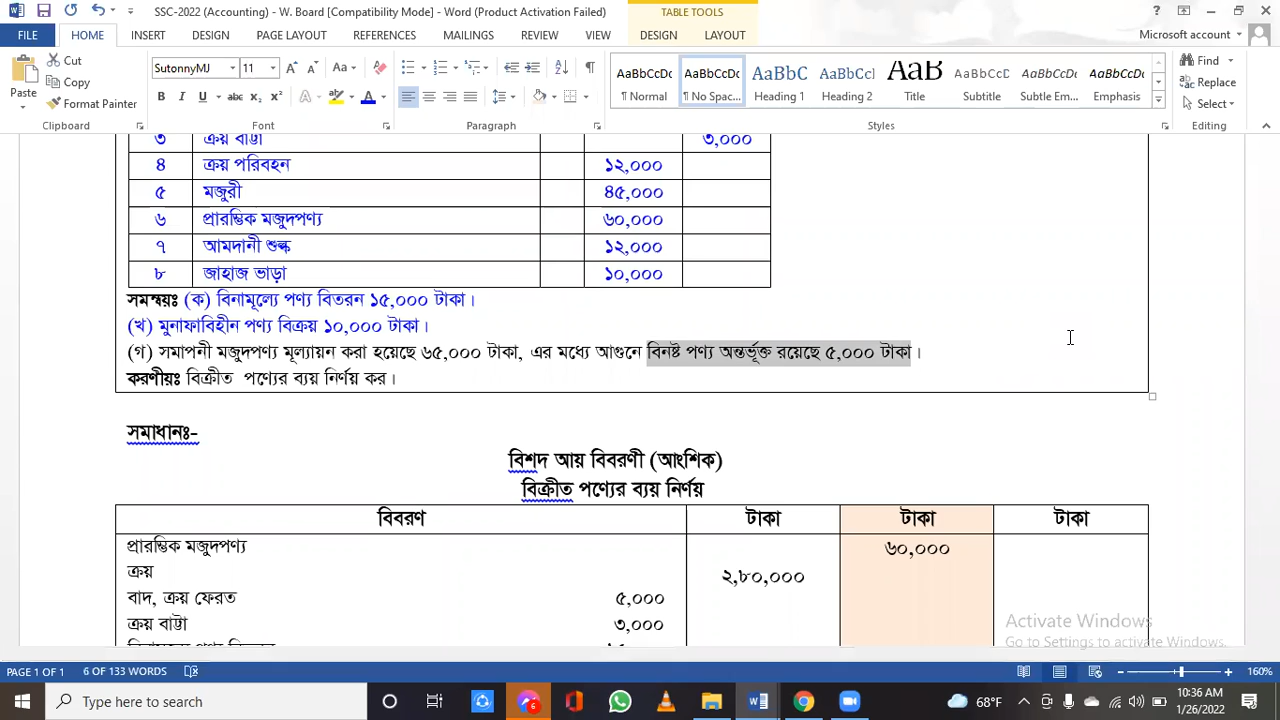 SSC-2022 (Accounting) - W. Board [Compatibility Mode] - Word (Product Activation Failed)
TABLE TOOLS
FILE HOME INSERT DESIGN PAGE LAYOUT REFERENCES MAILINGS REVIEW VIEW DESIGN LAYOUT Microsoft account
Paste Cut Copy Format Painter
SutonnyMJ 11
AaBbCcDc AaBbCcDc AaBbC AaBbCcC AaB AaBbCcD AaBbCcDc AaBbCcDc
¶ Normal ¶ No Spac... Heading 1 Heading 2 Title Subtitle Subtle Em... Emphasis
Find Replace Select
Clipboard Font Paragraph Styles Editing
৩ ক্রয় বাট্টা ৩,০০০
৪ ক্রয় পরিবহন ১২,০০০
৫ মজুরী ৪৫,০০০
৬ প্রারম্ভিক মজুদপণ্য ৬০,০০০
৭ আমদানী শুল্ক ১২,০০০
৮ জাহাজ ভাড়া ১০,০০০
সমন্বয়ঃ (ক) বিনামূল্যে পণ্য বিতরন ১৫,০০০ টাকা।
(খ) মুনাফাবিহীন পণ্য বিক্রয় ১০,০০০ টাকা।
(গ) সমাপনী মজুদপণ্য মূল্যায়ন করা হয়েছে ৬৫,০০০ টাকা, এর মধ্যে আগুনে বিনষ্ট পণ্য অন্তর্ভূক্ত রয়েছে ৫,০০০ টাকা।
করণীয়ঃ বিক্রীত পণ্যের ব্যয় নির্ণয় কর।
সমাধানঃ-
বিশদ আয় বিবরণী (আংশিক)
বিক্রীত পণ্যের ব্যয় নির্ণয়
বিবরণ টাকা টাকা টাকা
প্রারম্ভিক মজুদপণ্য ৬০,০০০
ক্রয় ২,৮০,০০০
বাদ, ক্রয় ফেরত ৫,০০০
ক্রয় বাট্টা ৩,০০০
Activate Windows
Go to Settings to activate Windows.
PAGE 1 OF 1 6 OF 133 WORDS 160%
Type here to search 6 68°F 10:36 AM
1/26/2022